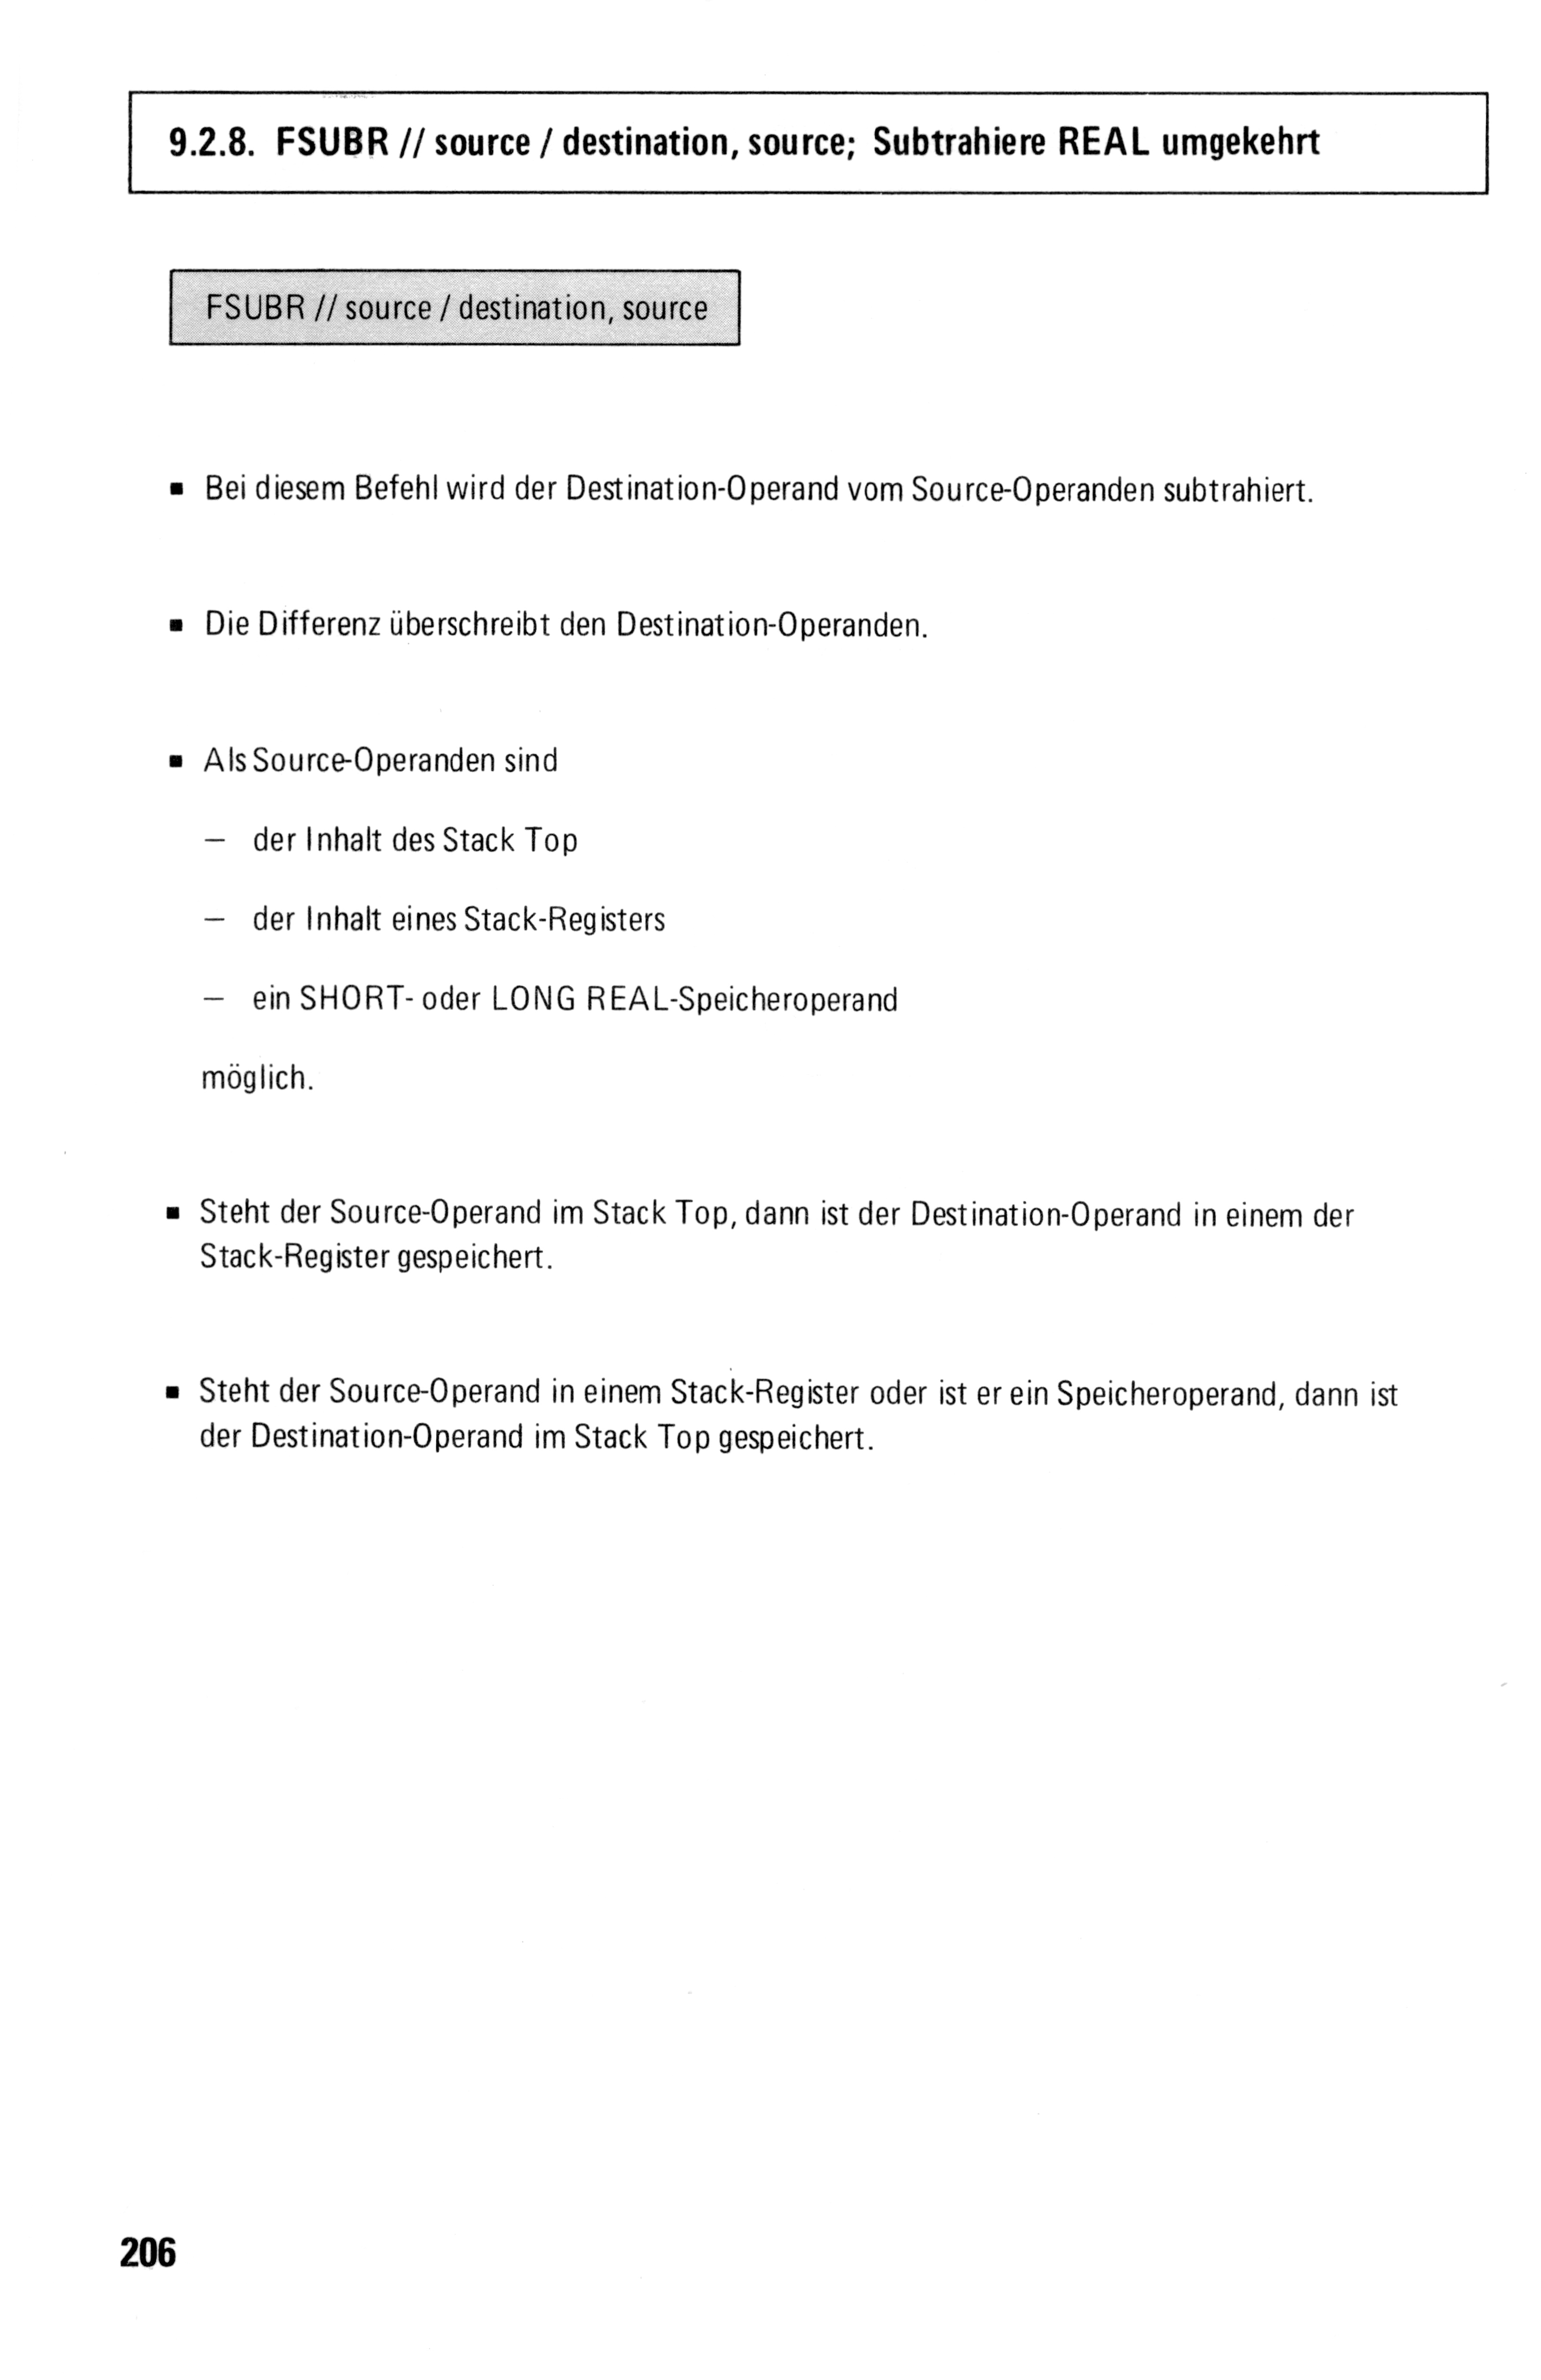 9.2.8. FSUBR // source / destination, source; Subtrahiere REAL umgekehrt
FSUBR // source / destination, source
▪ Bei diesem Befehl wird der Destination-Operand vom Source-Operanden subtrahiert.
▪ Die Differenz überschreibt den Destination-Operanden.
▪ Als Source-Operanden sind
– der Inhalt des Stack Top
– der Inhalt eines Stack-Registers
– ein SHORT- oder LONG REAL-Speicheroperand
möglich.
▪ Steht der Source-Operand im Stack Top, dann ist der Destination-Operand in einem der
Stack-Register gespeichert.
▪ Steht der Source-Operand in einem Stack-Register oder ist er ein Speicheroperand, dann ist
der Destination-Operand im Stack Top gespeichert.
206